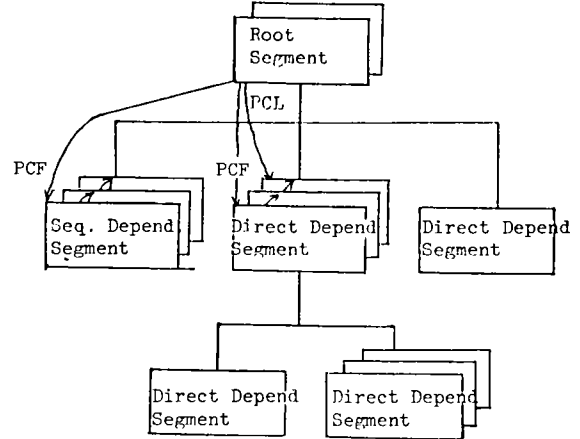 Root
Segment
PCL
PCF
PCF
Seq. Depend
Segment
Direct Depend
Segment
Direct Depend
Segment
Direct Depend
Segment
Direct Depend
Segment